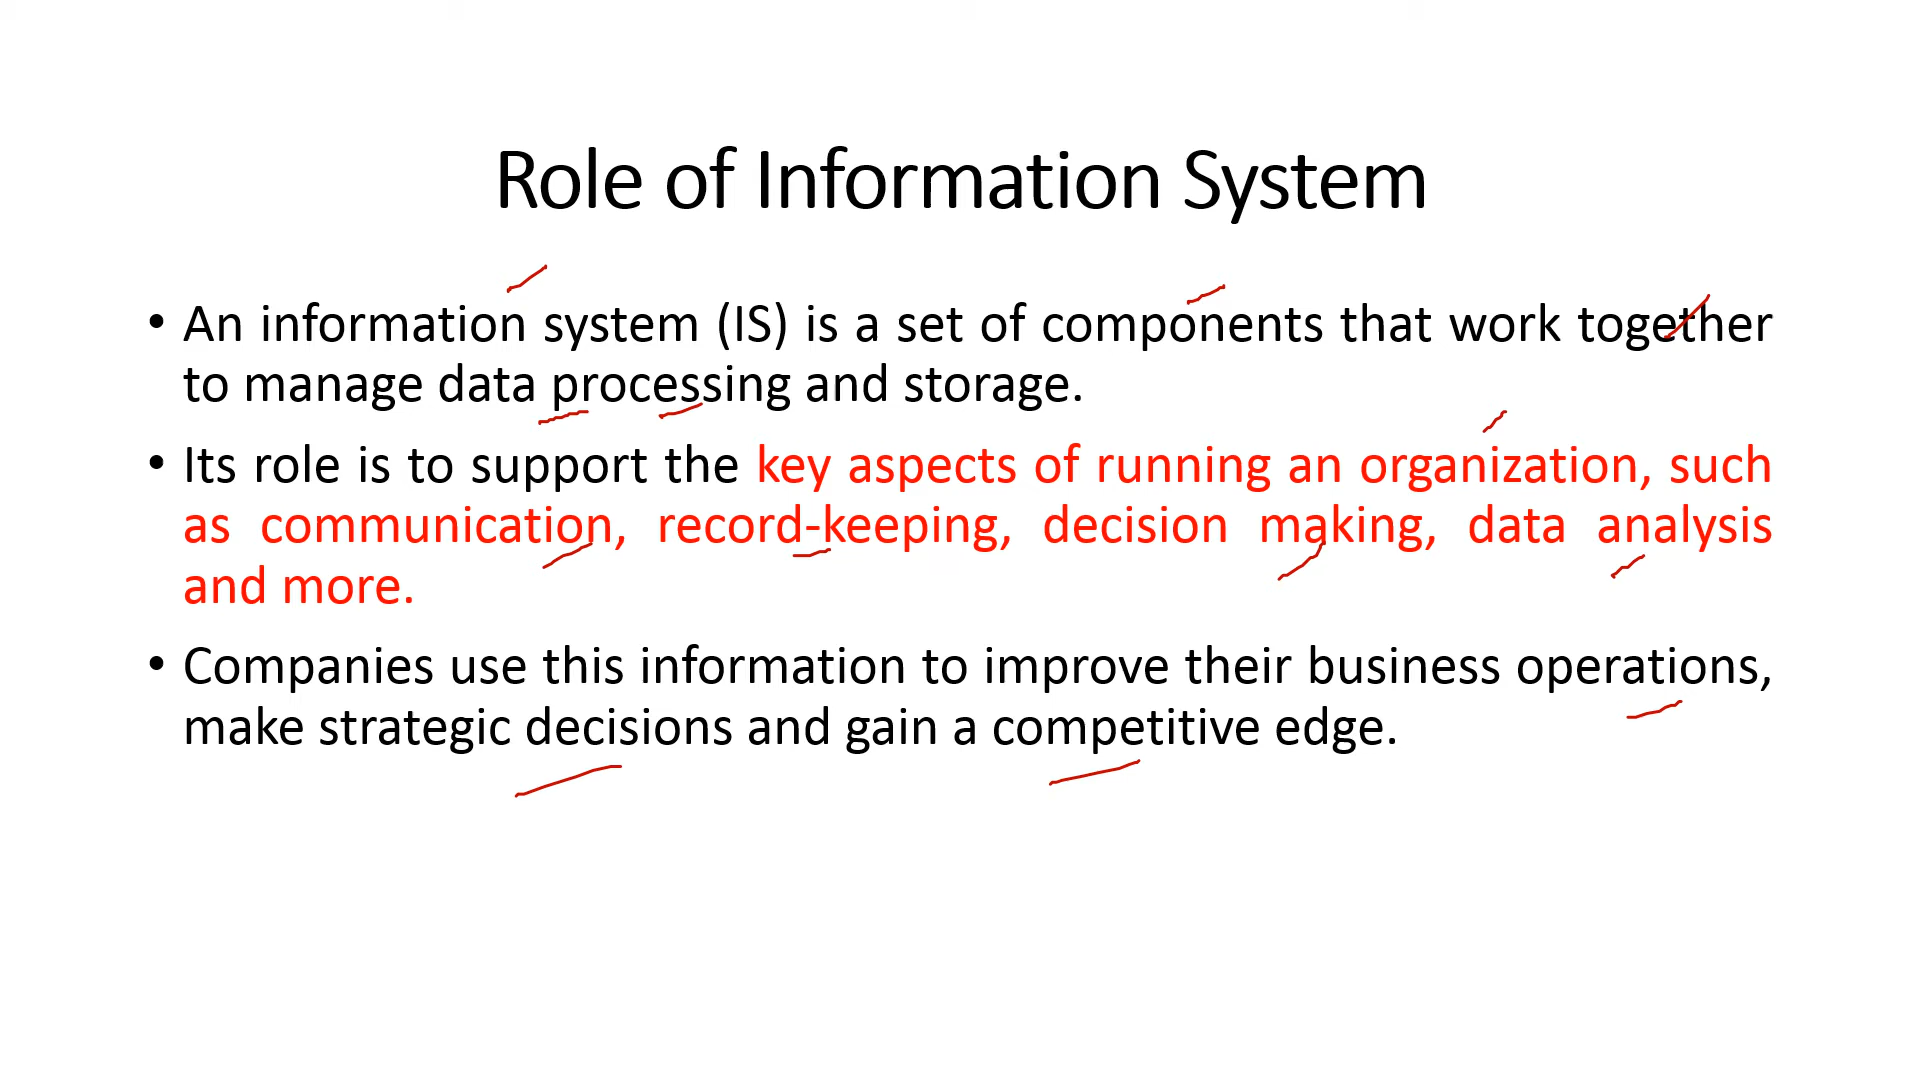 Role of Information System
• An information system (IS) is a set of components that work together
to manage data processing and storage.
• Its role is to support the key aspects of running an organization, such
as communication, record-keeping, decision making, data analysis
and more.
• Companies use this information to improve their business operations,
make strategic decisions and gain a competitive edge.